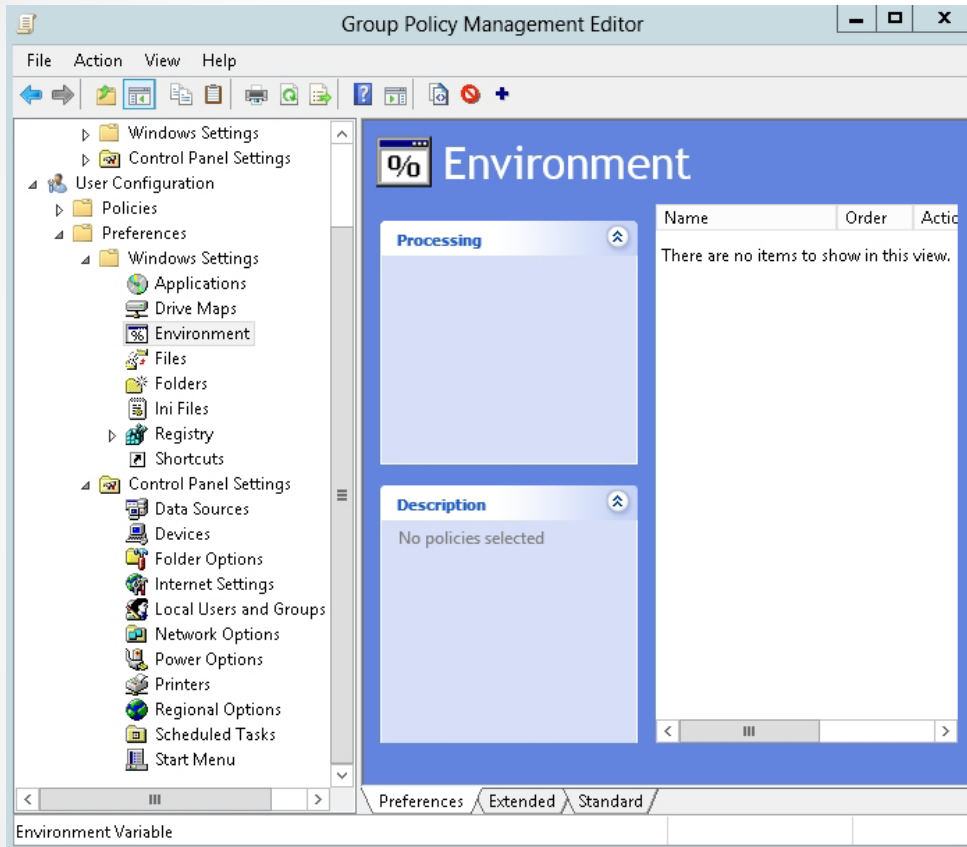 Group Policy Management Editor
File Action View Help
Windows Settings
Control Panel Settings
User Configuration
Policies
Preferences
Windows Settings
Applications
Drive Maps
Environment
Files
Folders
Ini Files
Registry
Shortcuts
Control Panel Settings
Data Sources
Devices
Folder Options
Internet Settings
Local Users and Groups
Network Options
Power Options
Printers
Regional Options
Scheduled Tasks
Start Menu
Environment
Processing
Description
No policies selected
Name Order Actio
There are no items to show in this view.
Preferences Extended Standard
Environment Variable